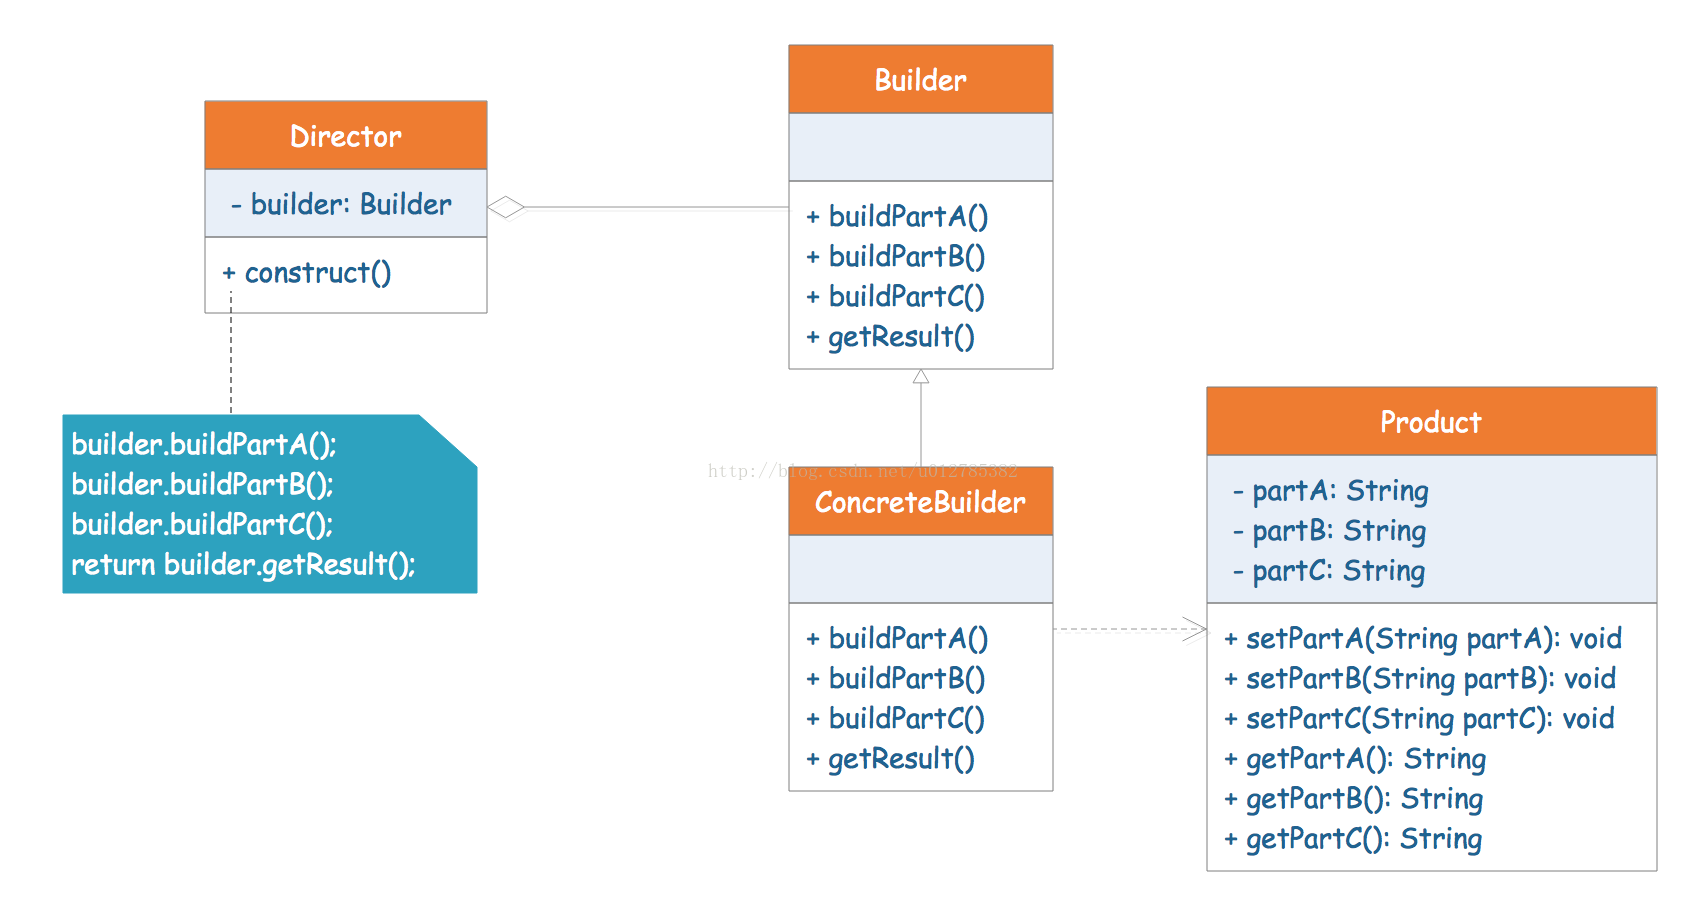 Director
- builder: Builder
+ construct()
builder.buildPartA();
builder.buildPartB();
builder.buildPartC();
return builder.getResult();
Builder
+ buildPartA()
+ buildPartB()
+ buildPartC()
+ getResult()
http://blog.csdn.net/u012785382
ConcreteBuilder
+ buildPartA()
+ buildPartB()
+ buildPartC()
+ getResult()
Product
- partA: String
- partB: String
- partC: String
+ setPartA(String partA): void
+ setPartB(String partB): void
+ setPartC(String partC): void
+ getPartA(): String
+ getPartB(): String
+ getPartC(): String